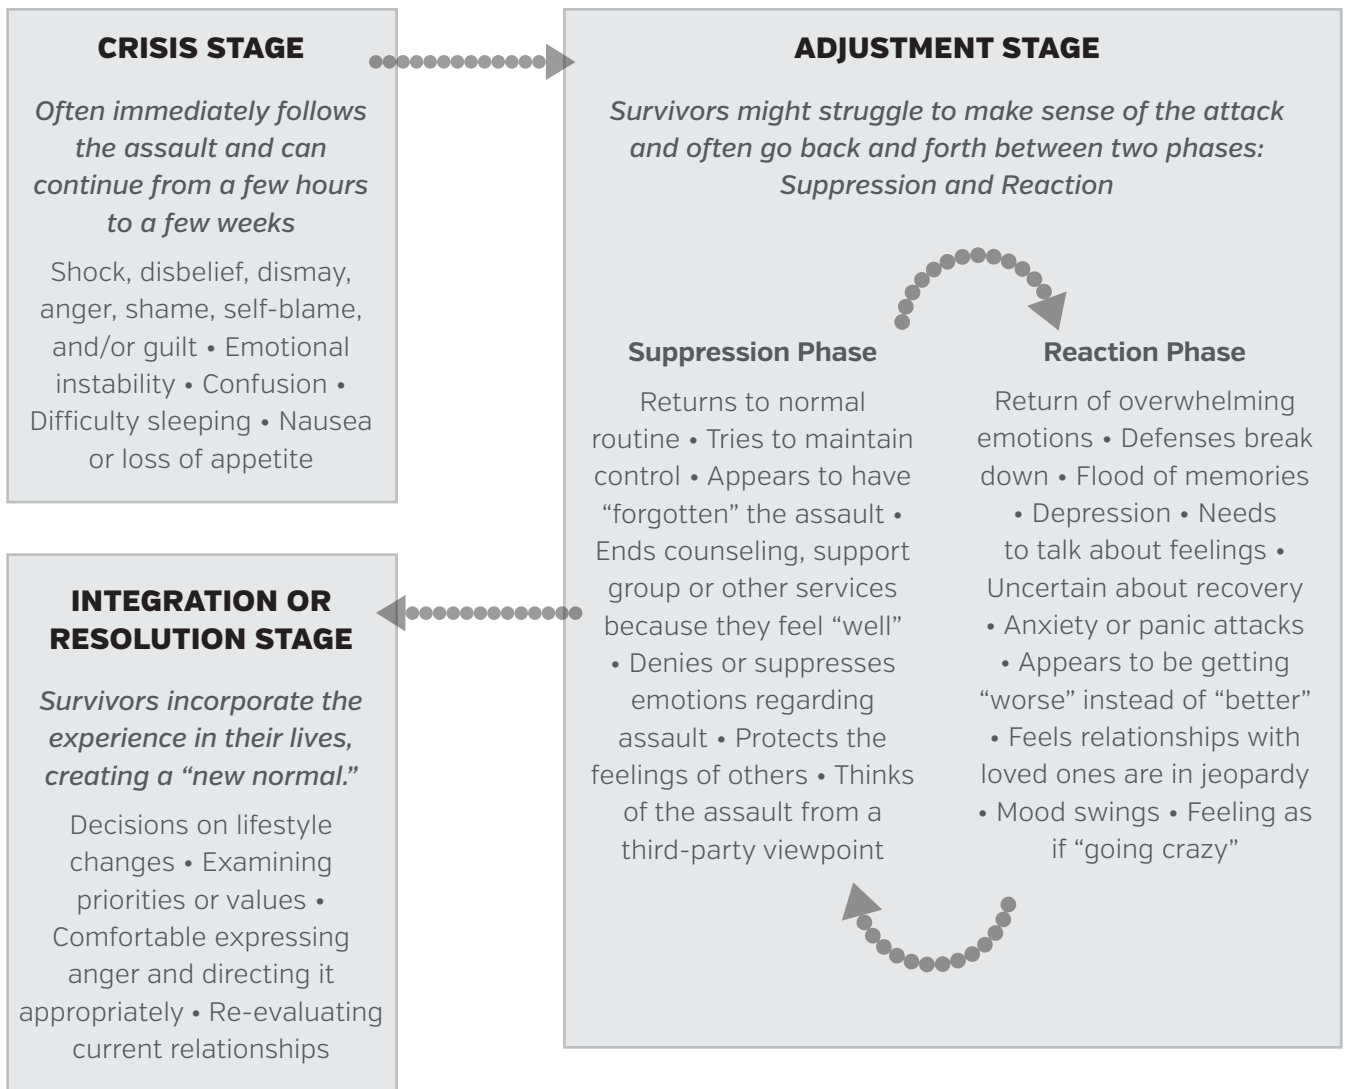 CRISIS STAGE
Often immediately follows
the assault and can
continue from a few hours
to a few weeks
Shock, disbelief, dismay,
anger, shame, self-blame,
and/or guilt • Emotional
instability • Confusion •
Difficulty sleeping • Nausea
or loss of appetite
ADJUSTMENT STAGE
Survivors might struggle to make sense of the attack
and often go back and forth between two phases:
Suppression and Reaction
Suppression Phase
Returns to normal
routine • Tries to maintain
control • Appears to have
“forgotten” the assault •
Ends counseling, support
group or other services
because they feel “well”
• Denies or suppresses
emotions regarding
assault • Protects the
feelings of others • Thinks
of the assault from a
third-party viewpoint
Reaction Phase
Return of overwhelming
emotions • Defenses break
down • Flood of memories
• Depression • Needs
to talk about feelings •
Uncertain about recovery
• Anxiety or panic attacks
• Appears to be getting
“worse” instead of “better”
• Feels relationships with
loved ones are in jeopardy
• Mood swings • Feeling as
if “going crazy”
INTEGRATION OR
RESOLUTION STAGE
Survivors incorporate the
experience in their lives,
creating a “new normal.”
Decisions on lifestyle
changes • Examining
priorities or values •
Comfortable expressing
anger and directing it
appropriately • Re-evaluating
current relationships